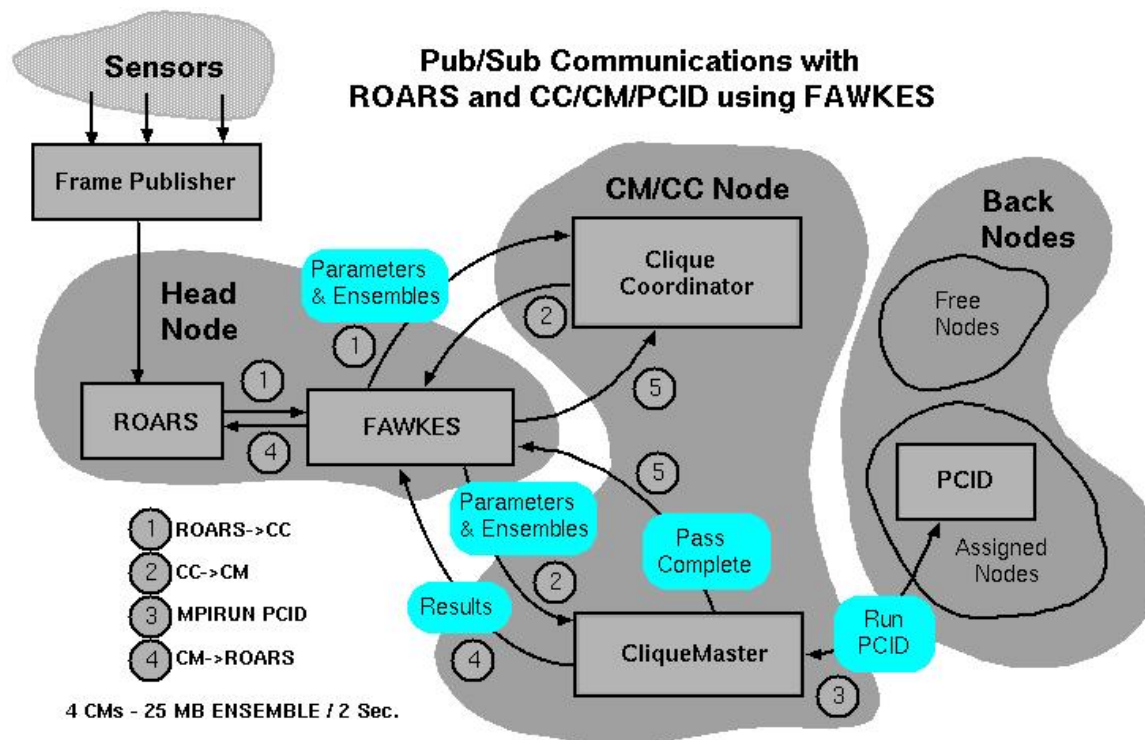 Pub/Sub Communications with
ROARS and CC/CM/PCID using FAWKES
Sensors
Frame Publisher
Head
Node
CM/CC Node
Back
Nodes
Parameters
& Ensembles
1
Clique
Coordinator
2
5
Free
Nodes
ROARS
1
4
FAWKES
Parameters
& Ensembles
2
5
Pass
Complete
Results
4
CliqueMaster
3
Run
PCID
PCID
Assigned
Nodes
1 ROARS->CC
2 CC->CM
3 MPIRUN PCID
4 CM->ROARS
4 CMs - 25 MB ENSEMBLE / 2 Sec.